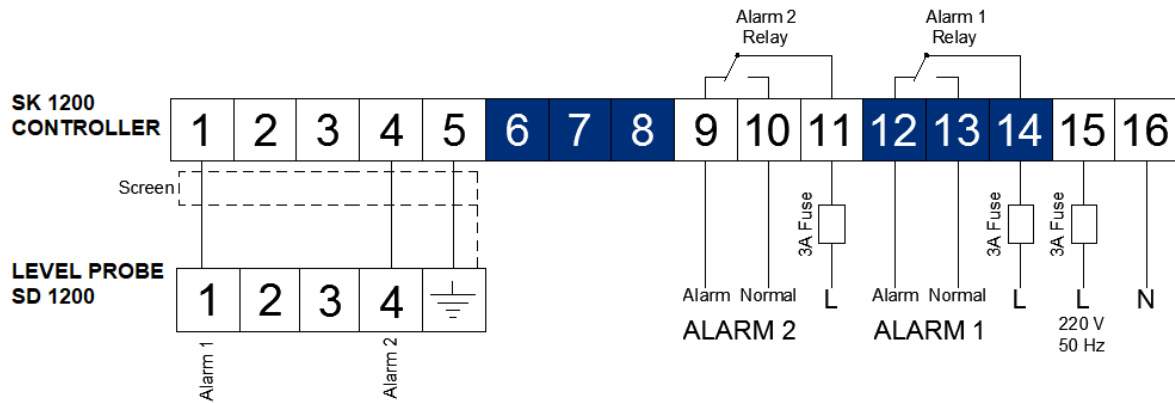 Alarm 2
Relay
Alarm 1
Relay
SK 1200
CONTROLLER
1 2 3 4 5 6 7 8 9 10 11 12 13 14 15 16
Screen
3A Fuse
3A Fuse
3A Fuse
LEVEL PROBE
SD 1200
1 2 3 4
Alarm Normal L Alarm Normal L L N
ALARM 2 ALARM 1 220 V
50 Hz
Alarm 1
Alarm 2